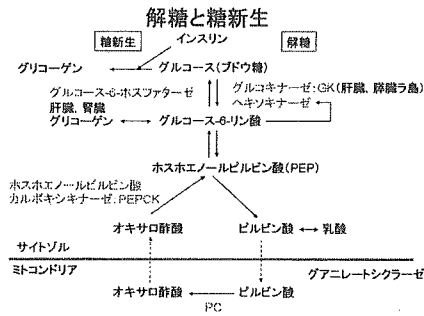 解糖と糖新生
糖新生 インスリン 解糖
グリコーゲン グルコース(ブドウ糖)
グルコース-6-ホスファターゼ グルコキナーゼ:GK(肝臓、膵臓ラ島)
肝臓、腎臓 ヘキソキナーゼ
グリコーゲン グルコース-6-リン酸
ホスホエノールピルビン酸(PEP)
ホスホエノールピルビン酸
カルボキシキナーゼ:PEPCK
オキサロ酢酸 ピルビン酸 乳酸
サイトゾル
ミトコンドリア グアニレートシクラーゼ
オキサロ酢酸 ピルビン酸
PC